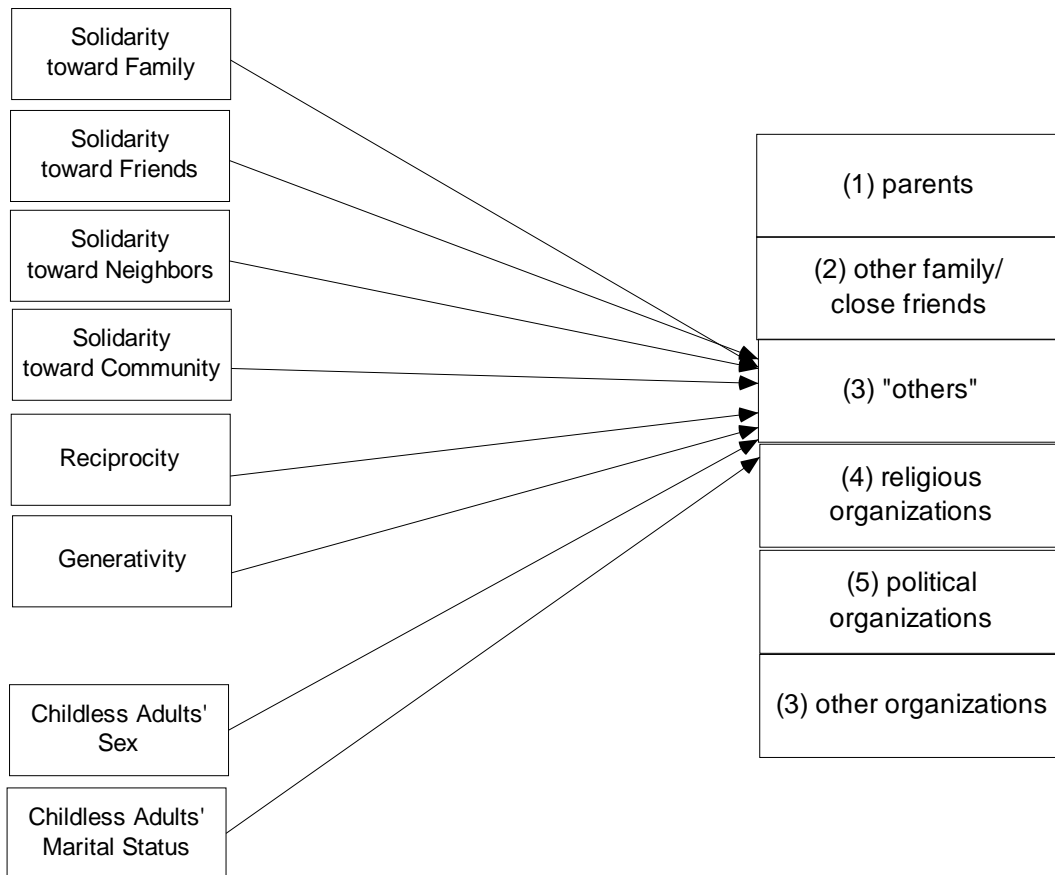 Solidarity
toward Family
Solidarity
toward Friends
Solidarity
toward Neighbors
Solidarity
toward Community
Reciprocity
Generativity
Childless Adults'
Sex
Childless Adults'
Marital Status
(1) parents
(2) other family/
close friends
(3) "others"
(4) religious
organizations
(5) political
organizations
(3) other organizations